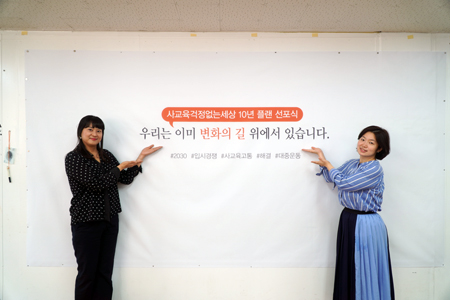 사교육걱정없는세상 10년 플랜 선포식
우리는 이미 변화의 길 위에서 있습니다.
#2030 #입시경쟁 #사교육고통 #해결 #대중운동